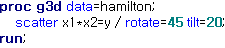 proc g3d data=hamilton;
scatter x1*x2=y / rotate=45 tilt=20;
run;